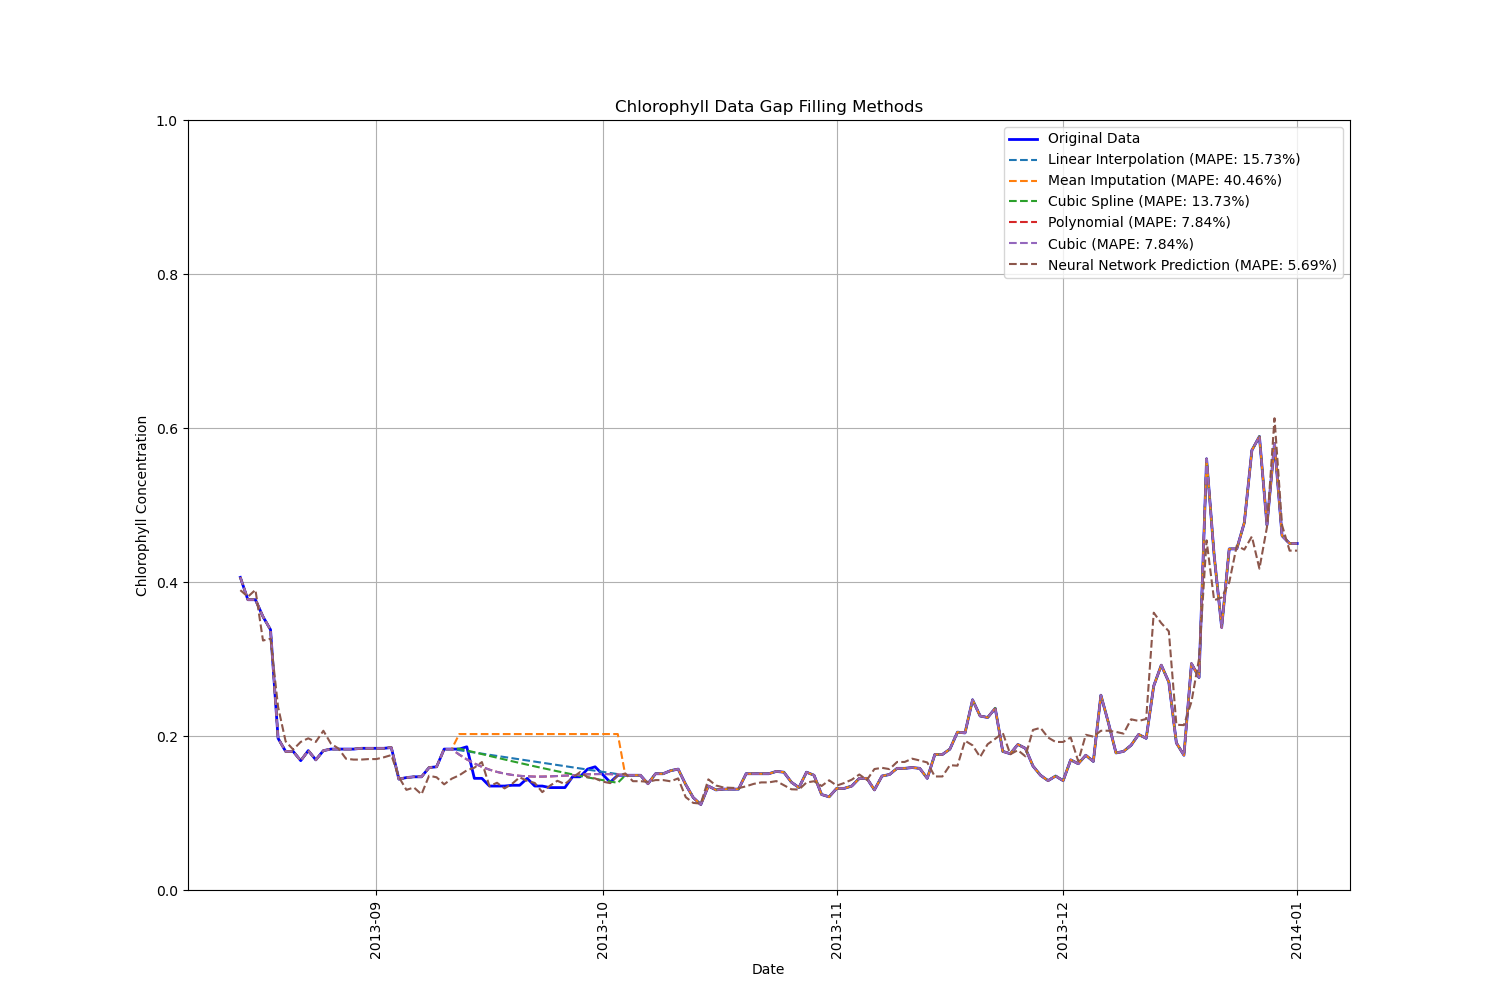 Chlorophyll Data Gap Filling Methods
Original Data
Linear Interpolation (MAPE: 15.73%)
Mean Imputation (MAPE: 40.46%)
Cubic Spline (MAPE: 13.73%)
Polynomial (MAPE: 7.84%)
Cubic (MAPE: 7.84%)
Neural Network Prediction (MAPE: 5.69%)
Chlorophyll Concentration
1.0
0.8
0.6
0.4
0.2
0.0
2013-09
2013-10
2013-11
2013-12
2014-01
Date